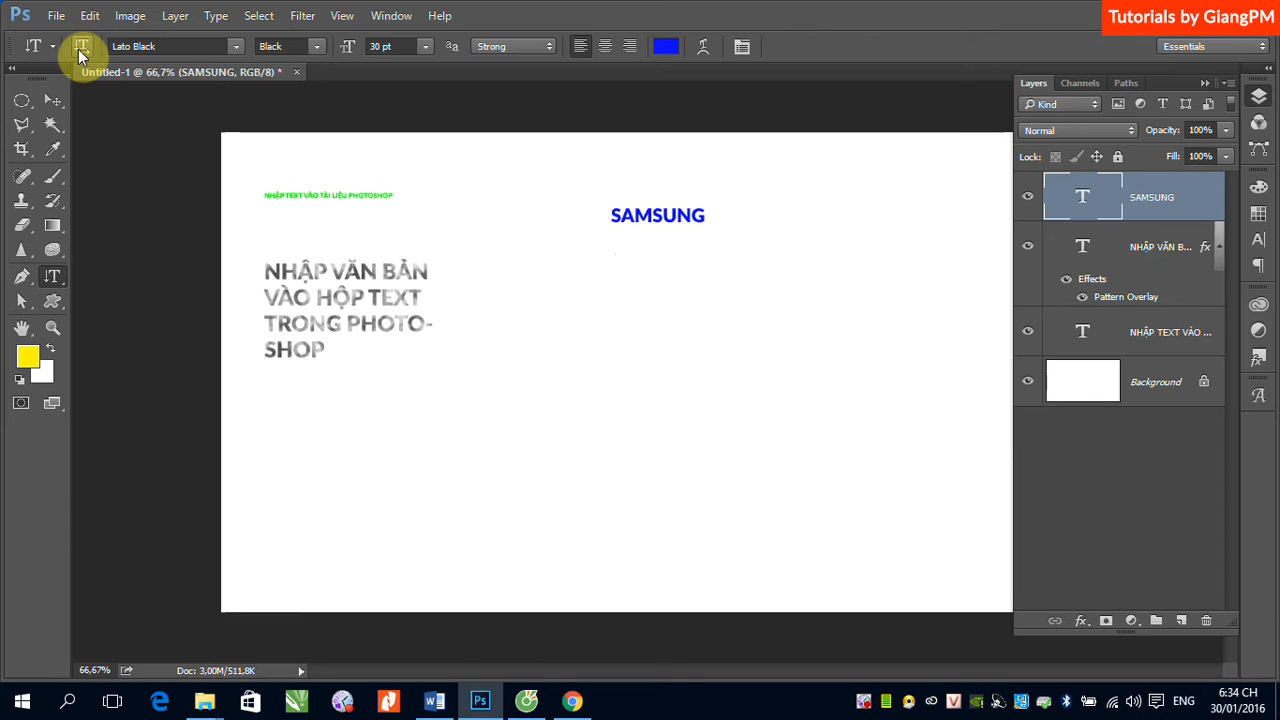 Ps File Edit Image Layer Type Select Filter View Window Help
Tutorials by GiangPM
Lato Black Black 30 pt Strong Essentials
Untitled-1 @ 66,7% (SAMSUNG, RGB/8) * ×
Layers Channels Paths
Kind
Normal Opacity: 100%
Lock: Fill: 100%
SAMSUNG
NHẬP VĂN B... fx
Effects
Pattern Overlay
NHẬP TEXT VÀO ...
Background
NHẬP TEXT VÀO TÀI LIỆU PHOTOSHOP
SAMSUNG
NHẬP VĂN BẢN
VÀO HỘP TEXT
TRONG PHOTO-
SHOP
66,67% Doc: 3,00M/511,8K
ENG
6:34 CH
30/01/2016